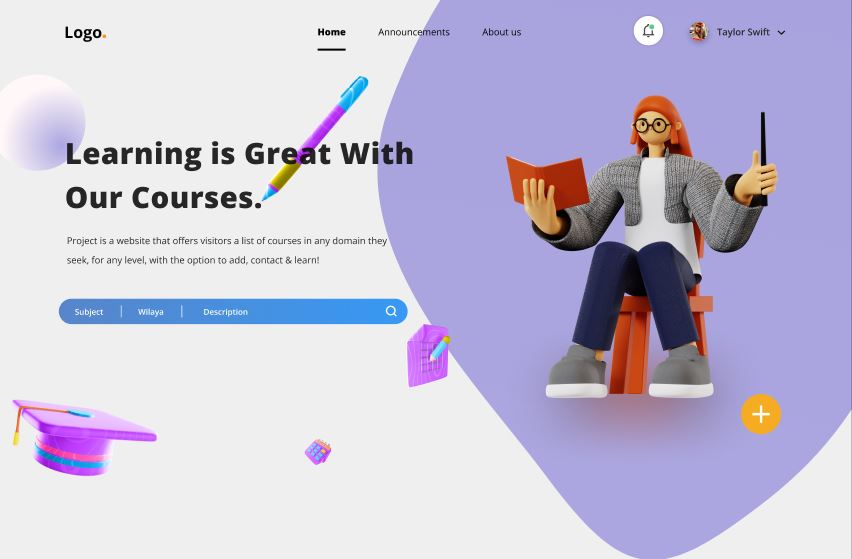 Logo.
Home
Announcements
About us
Taylor Swift
Learning is Great With
Our Courses.
Project is a website that offers visitors a list of courses in any domain they
seek, for any level, with the option to add, contact & learn!
Subject
Wilaya
Description